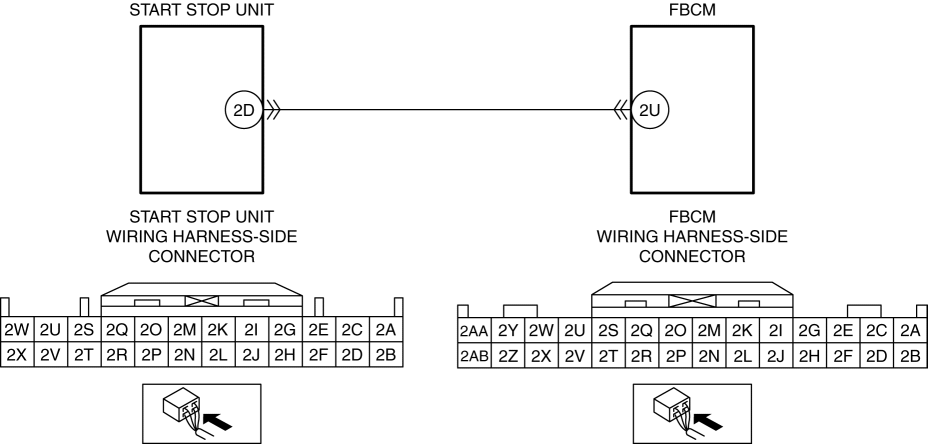 START STOP UNIT
FBCM
2D
2U
START STOP UNIT
WIRING HARNESS-SIDE
CONNECTOR
FBCM
WIRING HARNESS-SIDE
CONNECTOR
2W 2U 2S 2Q 2O 2M 2K 2I 2G 2E 2C 2A
2X 2V 2T 2R 2P 2N 2L 2J 2H 2F 2D 2B
2AA 2Y 2W 2U 2S 2Q 2O 2M 2K 2I 2G 2E 2C 2A
2AB 2Z 2X 2V 2T 2R 2P 2N 2L 2J 2H 2F 2D 2B